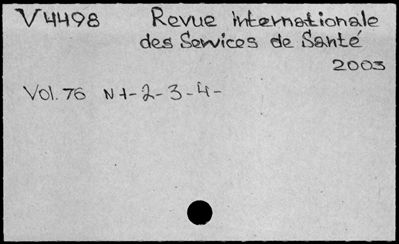 V4498 Revue internationale
des Services de Santé
2003
Vol. 76 N 1-2-3-4-